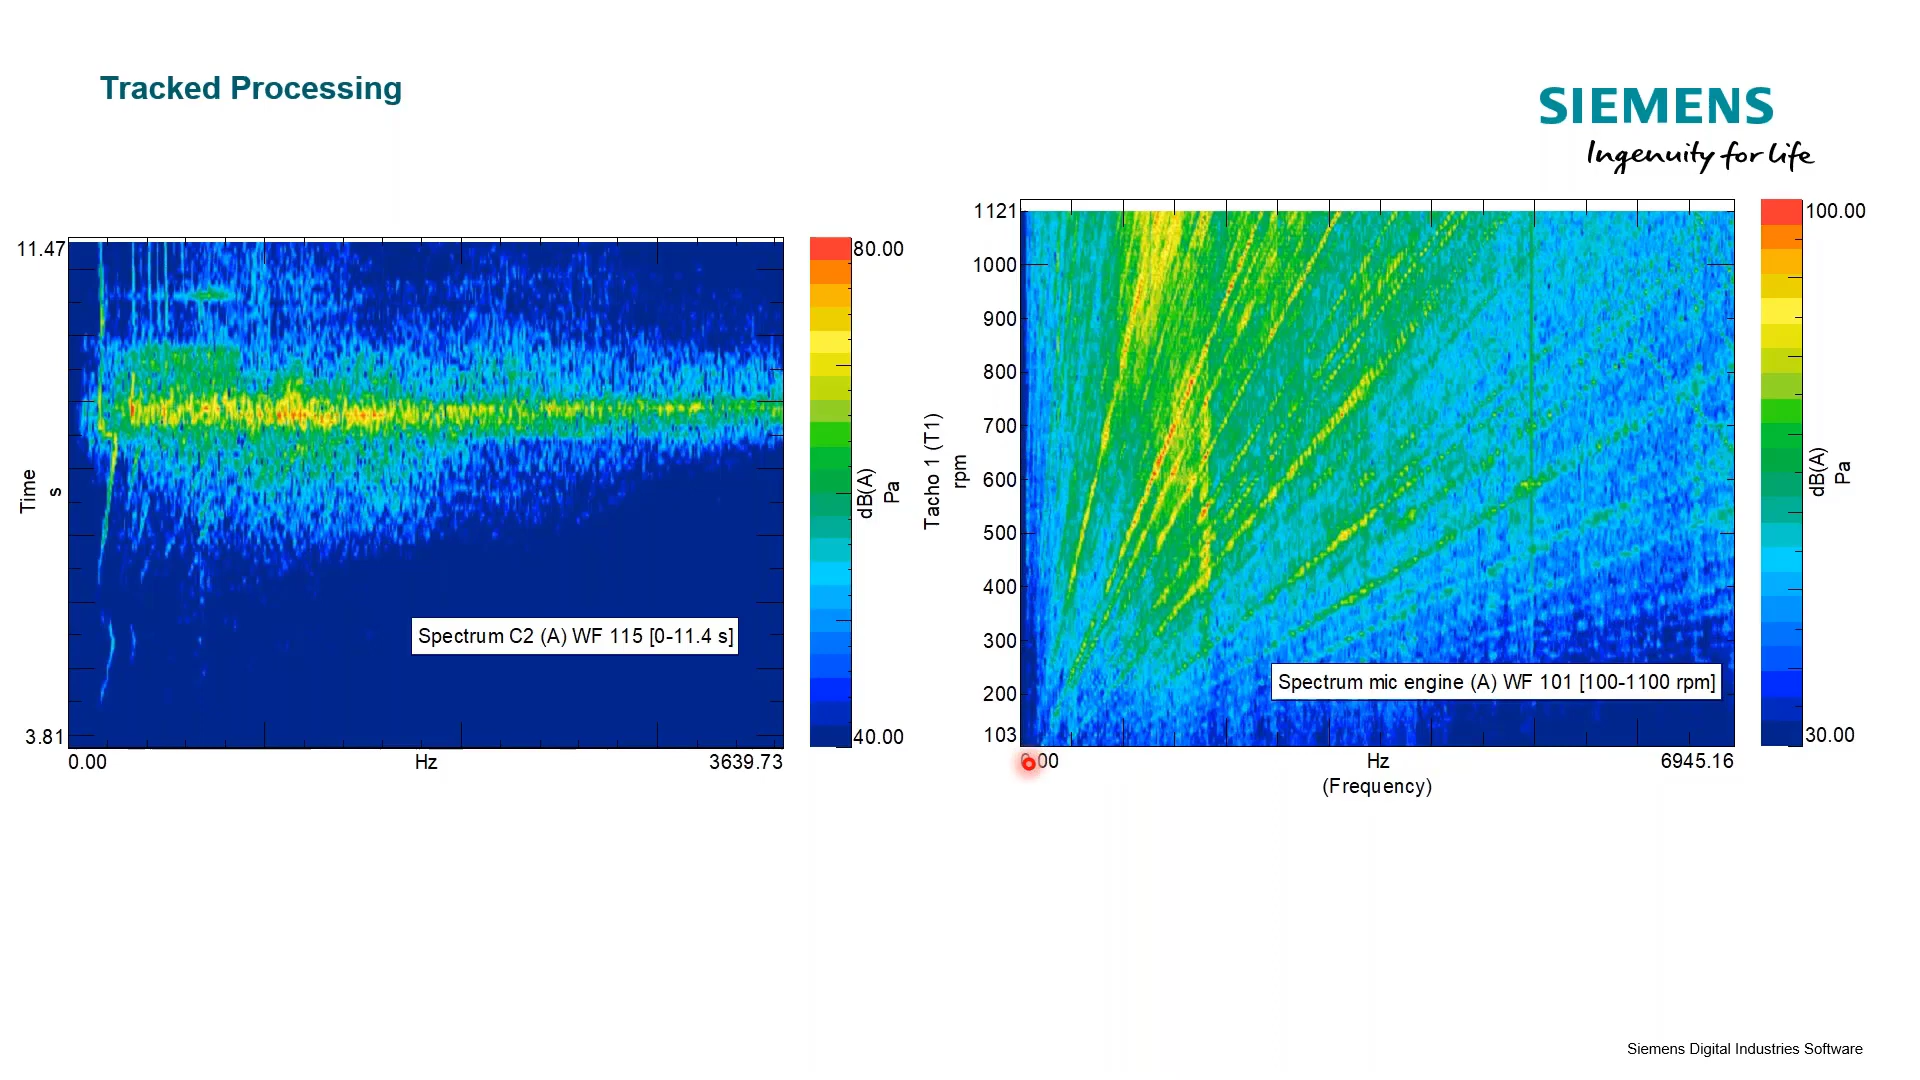 Tracked Processing
SIEMENS
Ingenuity for life
11.47
3.81
Time
s
0.00
Hz
3639.73
Spectrum C2 (A) WF 115 [0-11.4 s]
80.00
40.00
dB(A)
Pa
1121
1000
900
800
700
600
500
400
300
200
103
Tacho 1 (T1)
rpm
0.00
Hz
6945.16
(Frequency)
Spectrum mic engine (A) WF 101 [100-1100 rpm]
100.00
30.00
dB(A)
Pa
Siemens Digital Industries Software